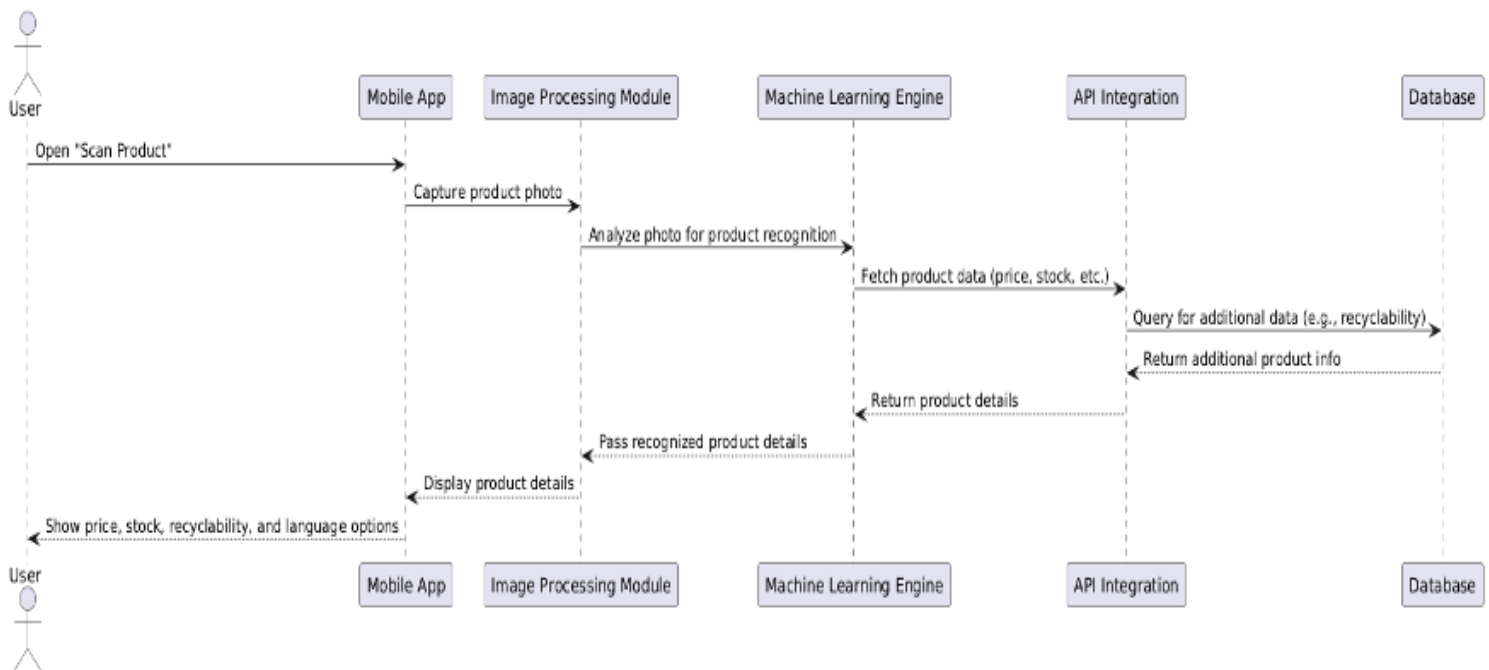 User
Mobile App
Image Processing Module
Machine Learning Engine
API Integration
Database
Open "Scan Product"
Capture product photo
Analyze photo for product recognition
Fetch product data (price, stock, etc.)
Query for additional data (e.g., recyclability)
Return additional product info
Return product details
Pass recognized product details
Display product details
Show price, stock, recyclability, and language options
User
Mobile App
Image Processing Module
Machine Learning Engine
API Integration
Database